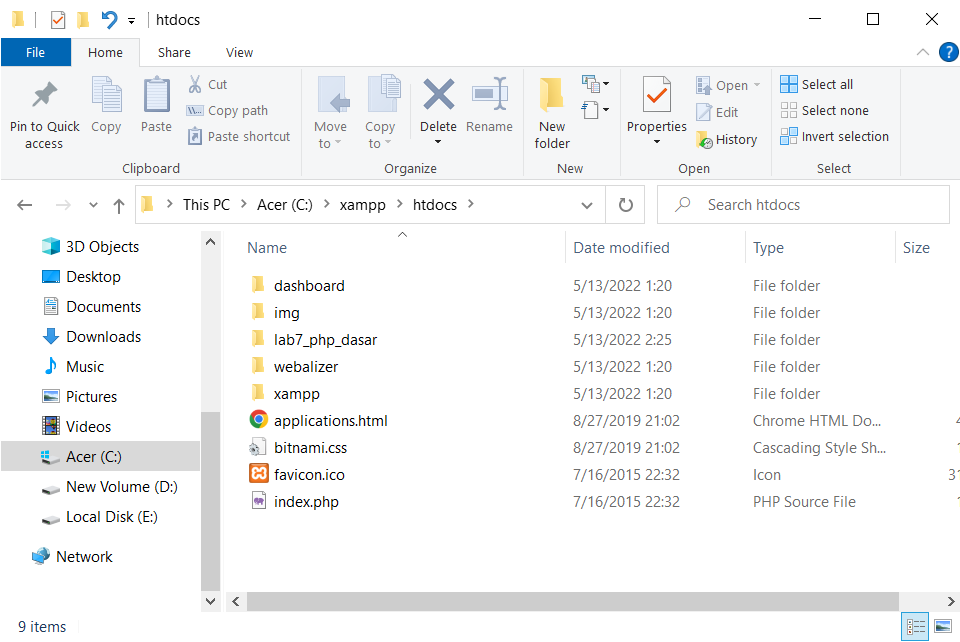 htdocs
File Home Share View
Pin to Quick access
Copy
Paste
Cut
Copy path
Paste shortcut
Clipboard
Move to
Copy to
Delete
Rename
Organize
New folder
New
Properties
Open
Edit
History
Open
Select all
Select none
Invert selection
Select
This PC > Acer (C:) > xampp > htdocs >
Search htdocs
3D Objects
Desktop
Documents
Downloads
Music
Pictures
Videos
Acer (C:)
New Volume (D:)
Local Disk (E:)
Network
Name Date modified Type Size
dashboard 5/13/2022 1:20 File folder
img 5/13/2022 1:20 File folder
lab7_php_dasar 5/13/2022 2:25 File folder
webalizer 5/13/2022 1:20 File folder
xampp 5/13/2022 1:20 File folder
applications.html 8/27/2019 21:02 Chrome HTML Do...
bitnami.css 8/27/2019 21:02 Cascading Style Sh...
favicon.ico 7/16/2015 22:32 Icon 31
index.php 7/16/2015 22:32 PHP Source File
9 items